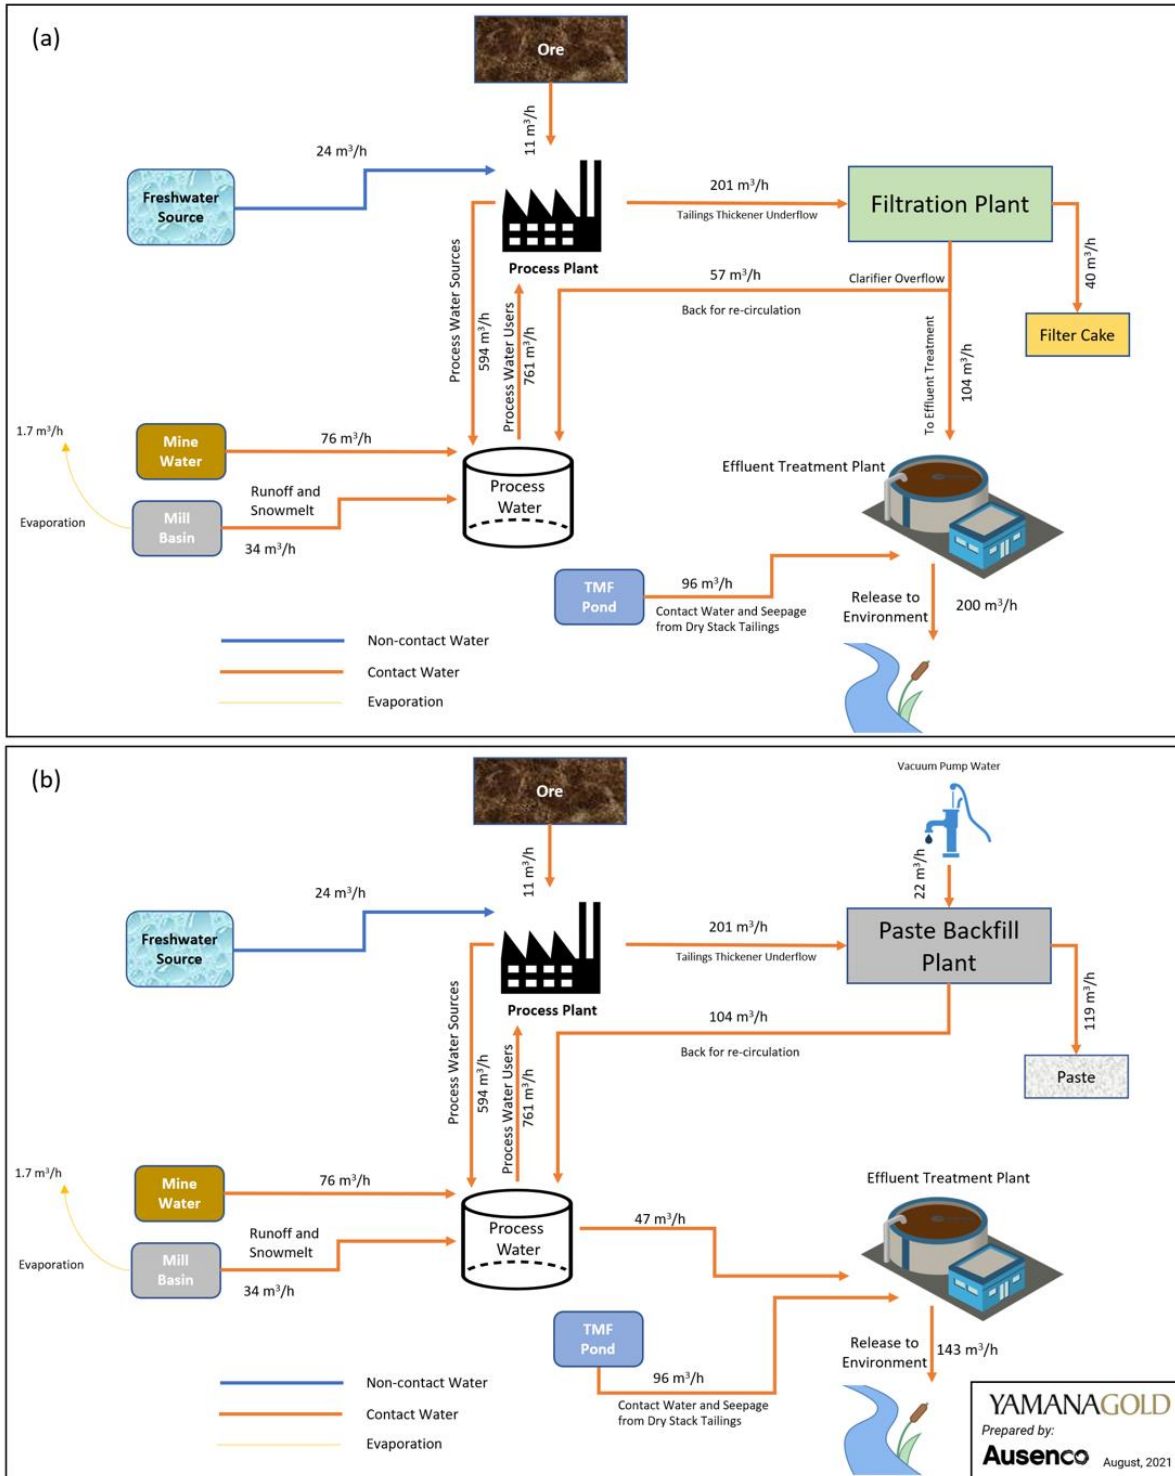 (a)
Ore
11 m³/h
24 m³/h
Freshwater
Source
Process Plant
201 m³/h
Tailings Thickener Underflow
Filtration Plant
40 m³/h
Filter Cake
57 m³/h
Clarifier Overflow
Back for re-circulation
Process Water Sources
594 m³/h
Process Water Users
761 m³/h
To Effluent Treatment
104 m³/h
1.7 m³/h
Evaporation
Mine
Water
76 m³/h
Mill
Basin
Runoff and
Snowmelt
34 m³/h
Process
Water
Effluent Treatment Plant
TMF
Pond
96 m³/h
Contact Water and Seepage
from Dry Stack Tailings
Release to
Environment
200 m³/h
Non-contact Water
Contact Water
Evaporation
(b)
Ore
11 m³/h
Vacuum Pump Water
22 m³/h
24 m³/h
Freshwater
Source
Process Plant
201 m³/h
Tailings Thickener Underflow
Paste Backfill
Plant
119 m³/h
Paste
104 m³/h
Back for re-circulation
Process Water Sources
594 m³/h
Process Water Users
761 m³/h
1.7 m³/h
Evaporation
Mine
Water
76 m³/h
Mill
Basin
Runoff and
Snowmelt
34 m³/h
Process
Water
47 m³/h
Effluent Treatment Plant
TMF
Pond
96 m³/h
Contact Water and Seepage
from Dry Stack Tailings
Release to
Environment
143 m³/h
Non-contact Water
Contact Water
Evaporation
YAMANAGOLD
Prepared by:
Ausenco
August, 2021